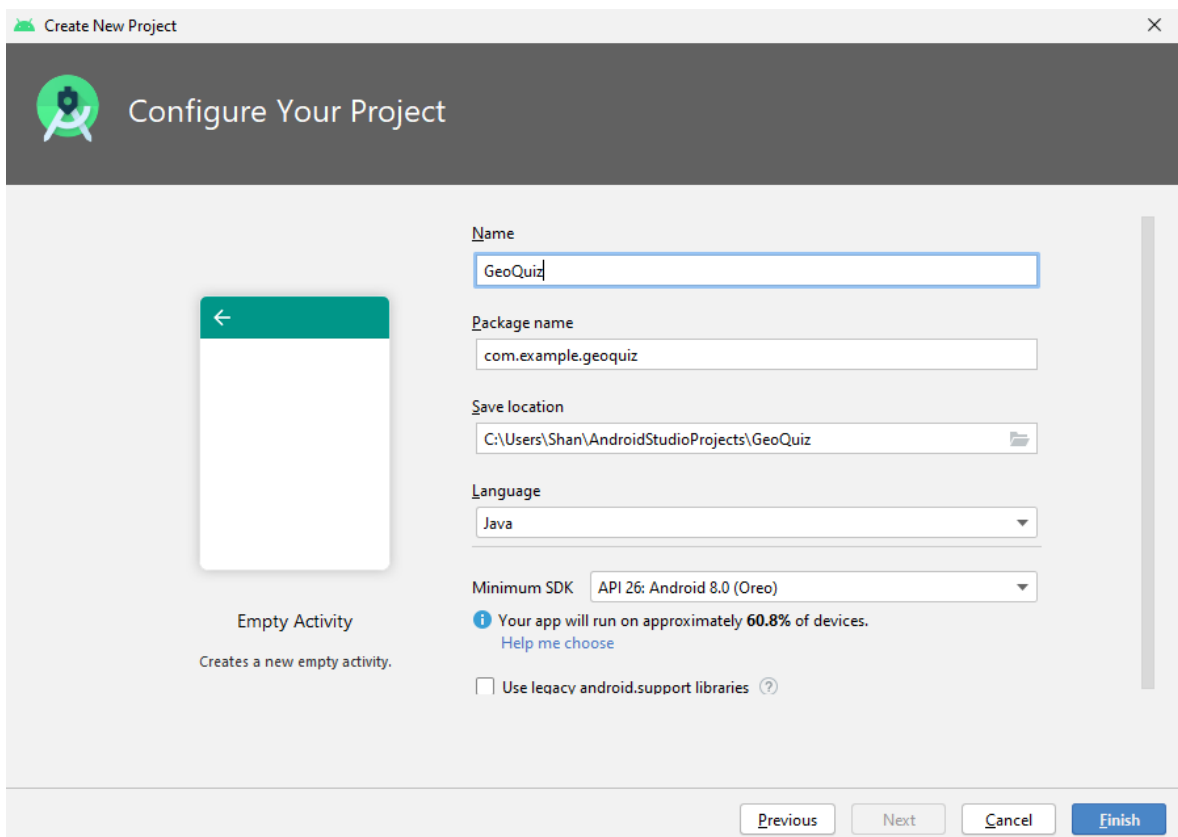 Create New Project
Configure Your Project
Name
GeoQuiz
Package name
com.example.geoquiz
Save location
C:\Users\Shan\AndroidStudioProjects\GeoQuiz
Language
Java
Minimum SDK API 26: Android 8.0 (Oreo)
Your app will run on approximately 60.8% of devices.
Help me choose
Use legacy android.support libraries ?
Empty Activity
Creates a new empty activity.
Previous Next Cancel Finish